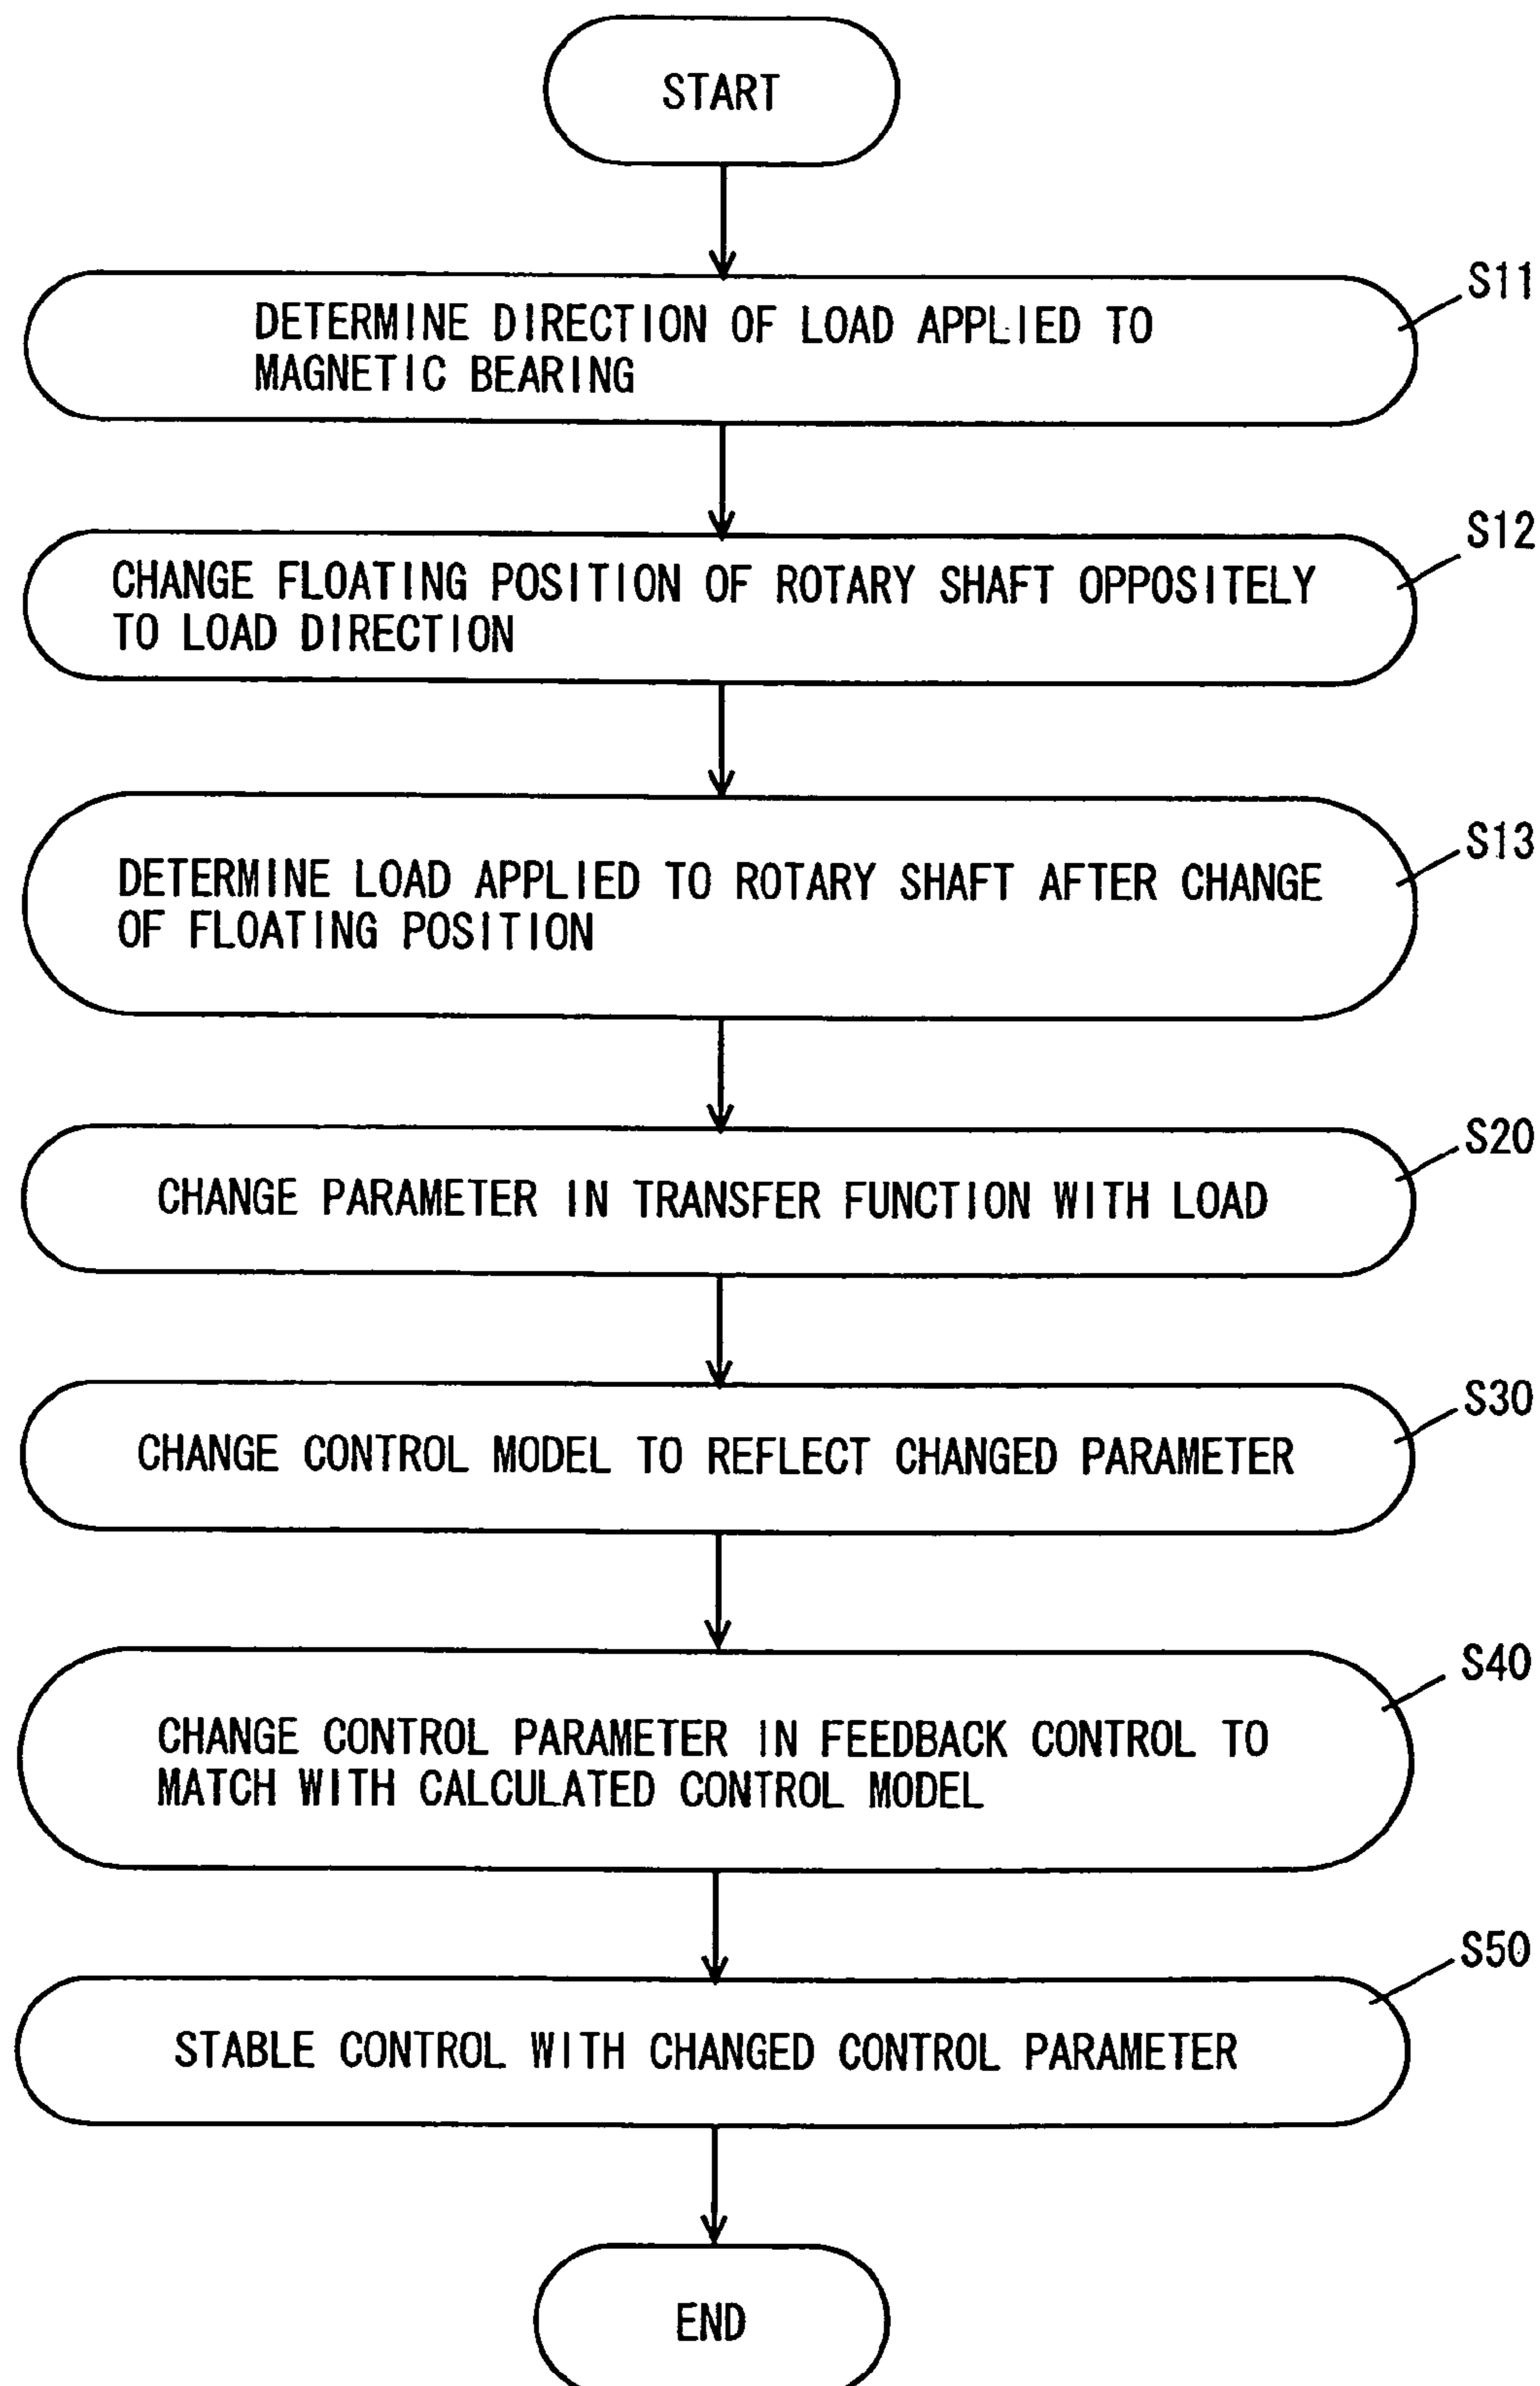 START
S11
DETERMINE DIRECTION OF LOAD APPLIED TO
MAGNETIC BEARING
S12
CHANGE FLOATING POSITION OF ROTARY SHAFT OPPOSITELY
TO LOAD DIRECTION
S13
DETERMINE LOAD APPLIED TO ROTARY SHAFT AFTER CHANGE
OF FLOATING POSITION
S20
CHANGE PARAMETER IN TRANSFER FUNCTION WITH LOAD
S30
CHANGE CONTROL MODEL TO REFLECT CHANGED PARAMETER
S40
CHANGE CONTROL PARAMETER IN FEEDBACK CONTROL TO
MATCH WITH CALCULATED CONTROL MODEL
S50
STABLE CONTROL WITH CHANGED CONTROL PARAMETER
END